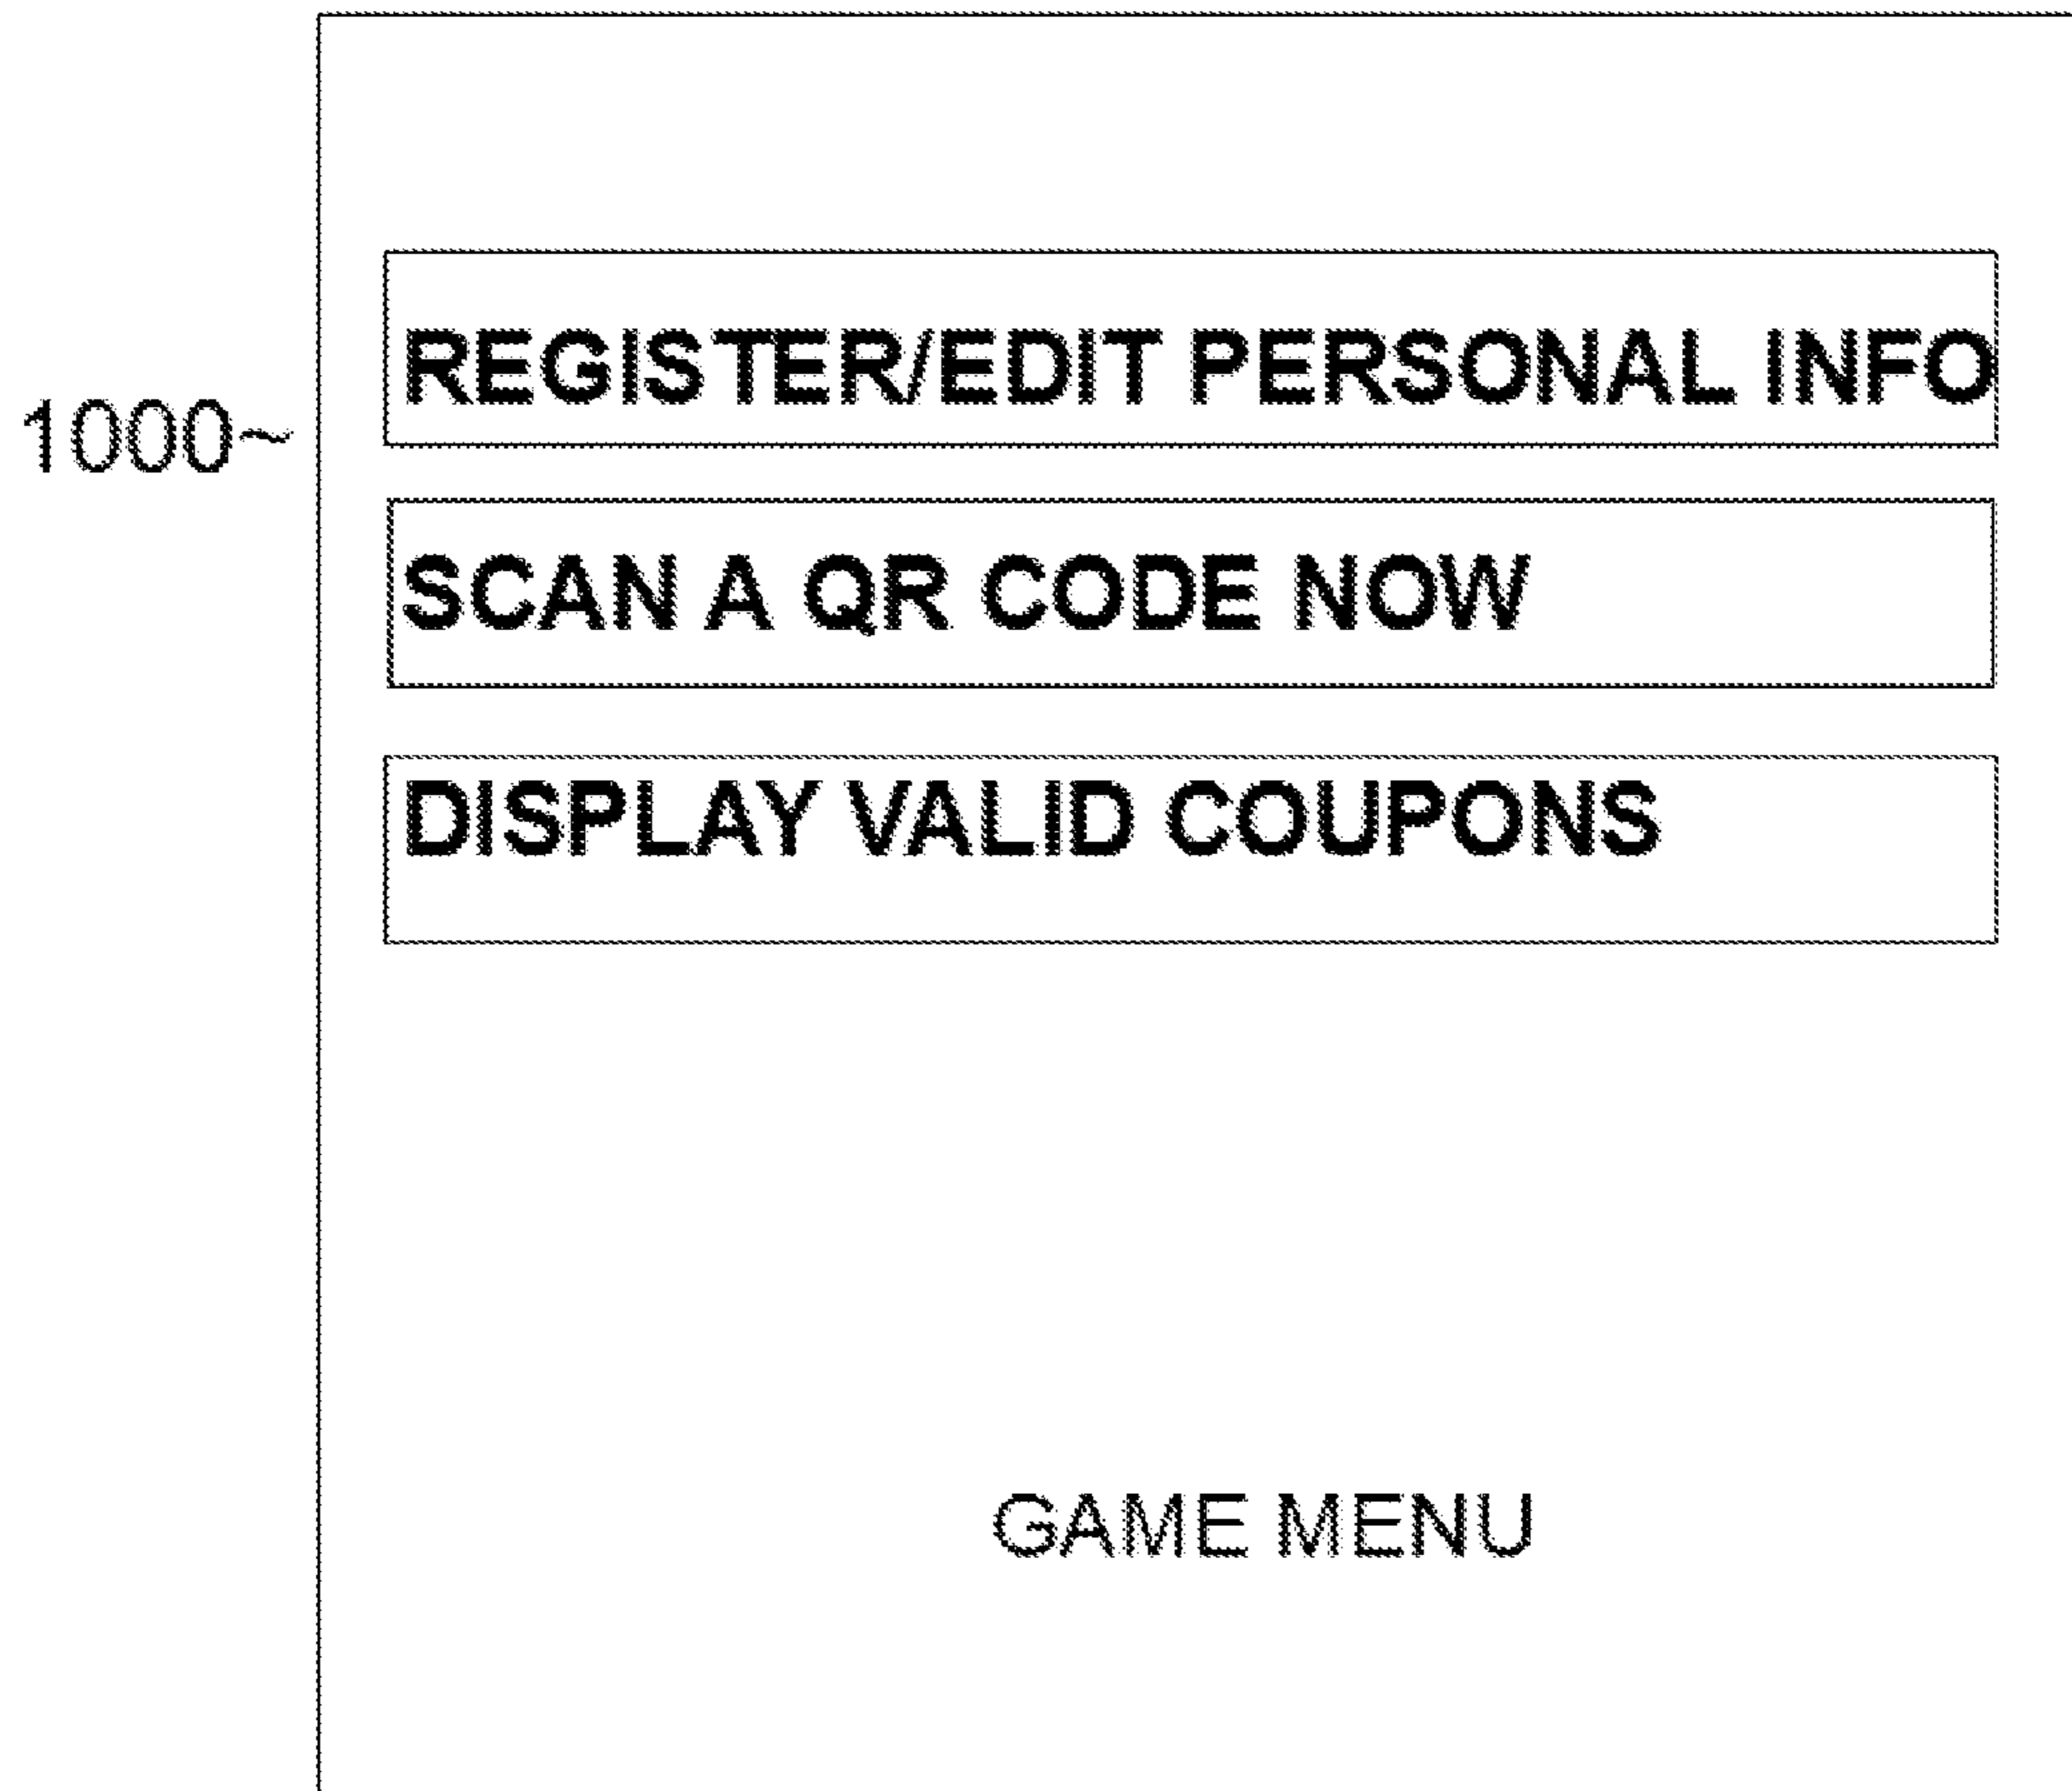 REGISTER/EDIT PERSONAL INFO
1000~
SCAN A QR CODE NOW
DISPLAY VALID COUPONS
GAME MENU